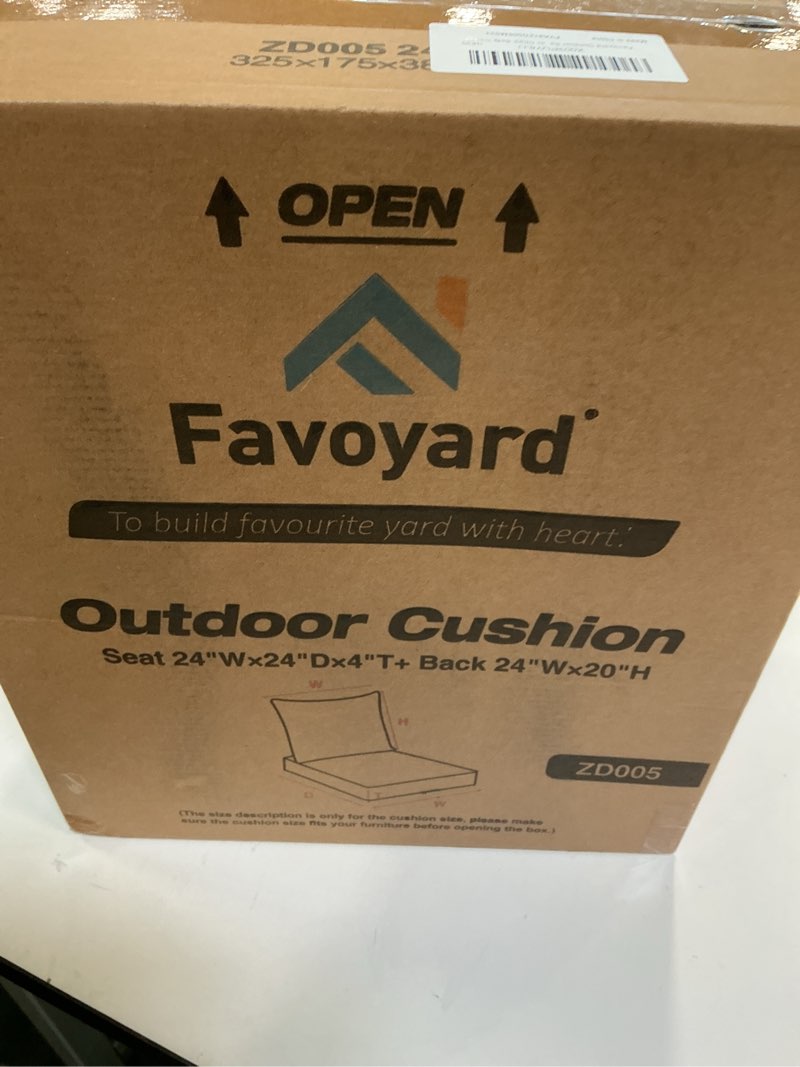 ZD005 24
325×175×38
OPEN
Favoyard
To build favourite yard with heart.
Outdoor Cushion
Seat 24"W×24"D×4"T+ Back 24"W×20"H
W
H
D
T
W
ZD005
(The size description is only for the cushion size, please make
sure the cushion size fits your furniture before opening the box.)